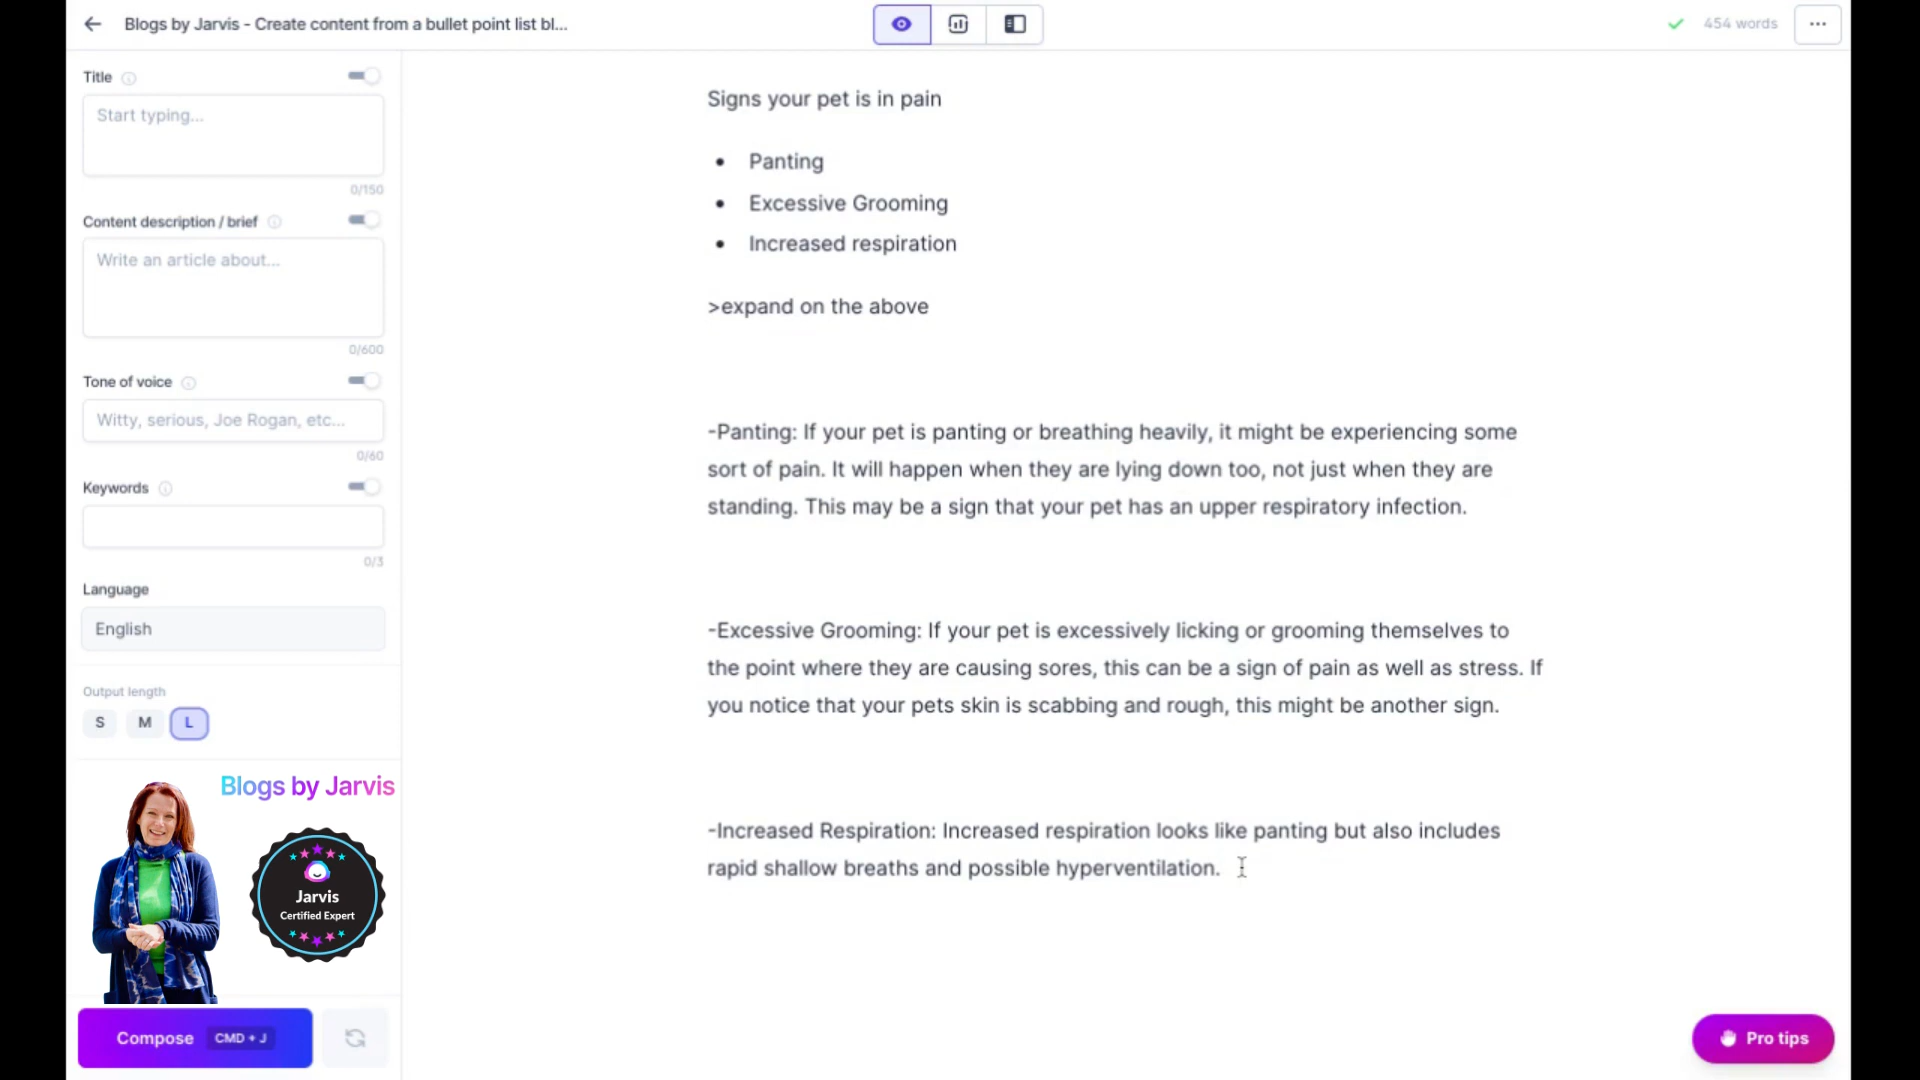 Blogs by Jarvis - Create content from a bullet point list bl...
454 words
Title
Start typing...
0/150
Content description / brief
Write an article about...
0/600
Tone of voice
Witty, serious, Joe Rogan, etc...
0/60
Keywords
0/3
Language
English
Output length
S M L
Blogs by Jarvis
Jarvis
Certified Expert
Compose CMD + J
Signs your pet is in pain
• Panting
• Excessive Grooming
• Increased respiration
>expand on the above
-Panting: If your pet is panting or breathing heavily, it might be experiencing some
sort of pain. It will happen when they are lying down too, not just when they are
standing. This may be a sign that your pet has an upper respiratory infection.
-Excessive Grooming: If your pet is excessively licking or grooming themselves to
the point where they are causing sores, this can be a sign of pain as well as stress. If
you notice that your pets skin is scabbing and rough, this might be another sign.
-Increased Respiration: Increased respiration looks like panting but also includes
rapid shallow breaths and possible hyperventilation.
Pro tips